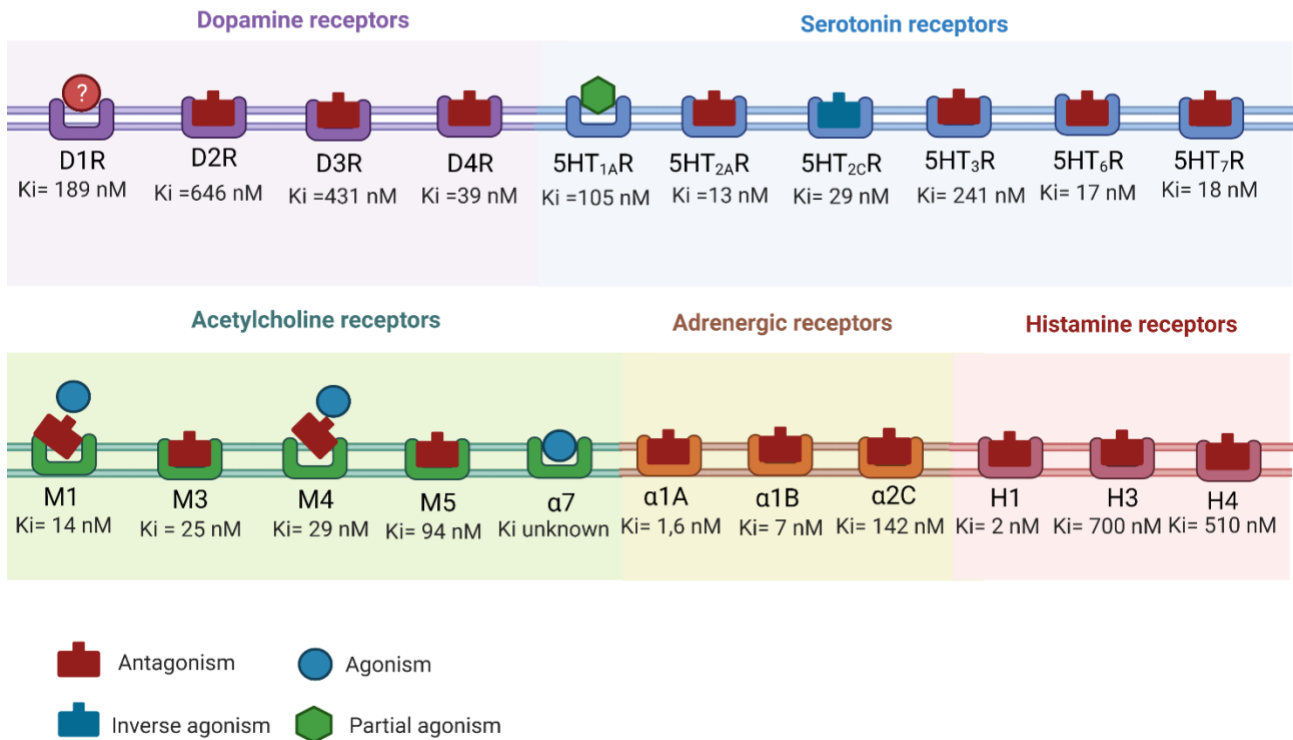 Dopamine receptors
Serotonin receptors
?
D1R
D2R
D3R
D4R
5HT₁ₐR
5HT₂ₐR
5HT₂CR
5HT₃R
5HT₆R
5HT₇R
Ki= 189 nM
Ki =646 nM
Ki =431 nM
Ki =39 nM
Ki =105 nM
Ki =13 nM
Ki= 29 nM
Ki= 241 nM
Ki= 17 nM
Ki= 18 nM
Acetylcholine receptors
Adrenergic receptors
Histamine receptors
M1
M3
M4
M5
α7
α1A
α1B
α2C
H1
H3
H4
Ki= 14 nM
Ki = 25 nM
Ki= 29 nM
Ki= 94 nM
Ki unknown
Ki= 1,6 nM
Ki= 7 nM
Ki= 142 nM
Ki= 2 nM
Ki= 700 nM
Ki= 510 nM
Antagonism
Agonism
Inverse agonism
Partial agonism